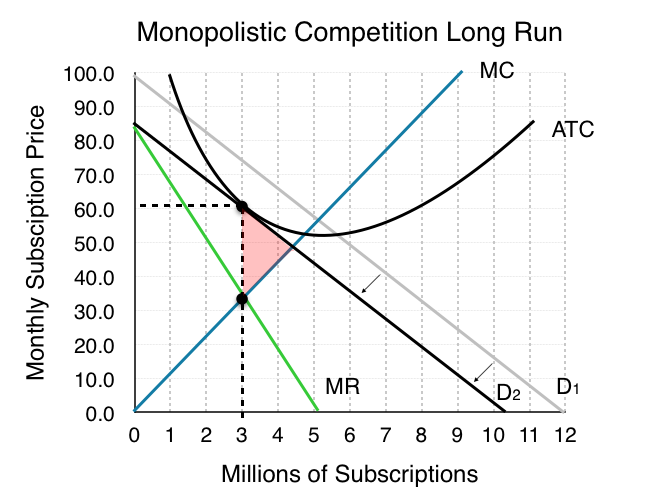 Monopolistic Competition Long Run
Monthly Subsciption Price
100.0
90.0
80.0
70.0
60.0
50.0
40.0
30.0
20.0
10.0
0.0
MC
ATC
MR
D2
D1
0 1 2 3 4 5 6 7 8 9 10 11 12
Millions of Subscriptions